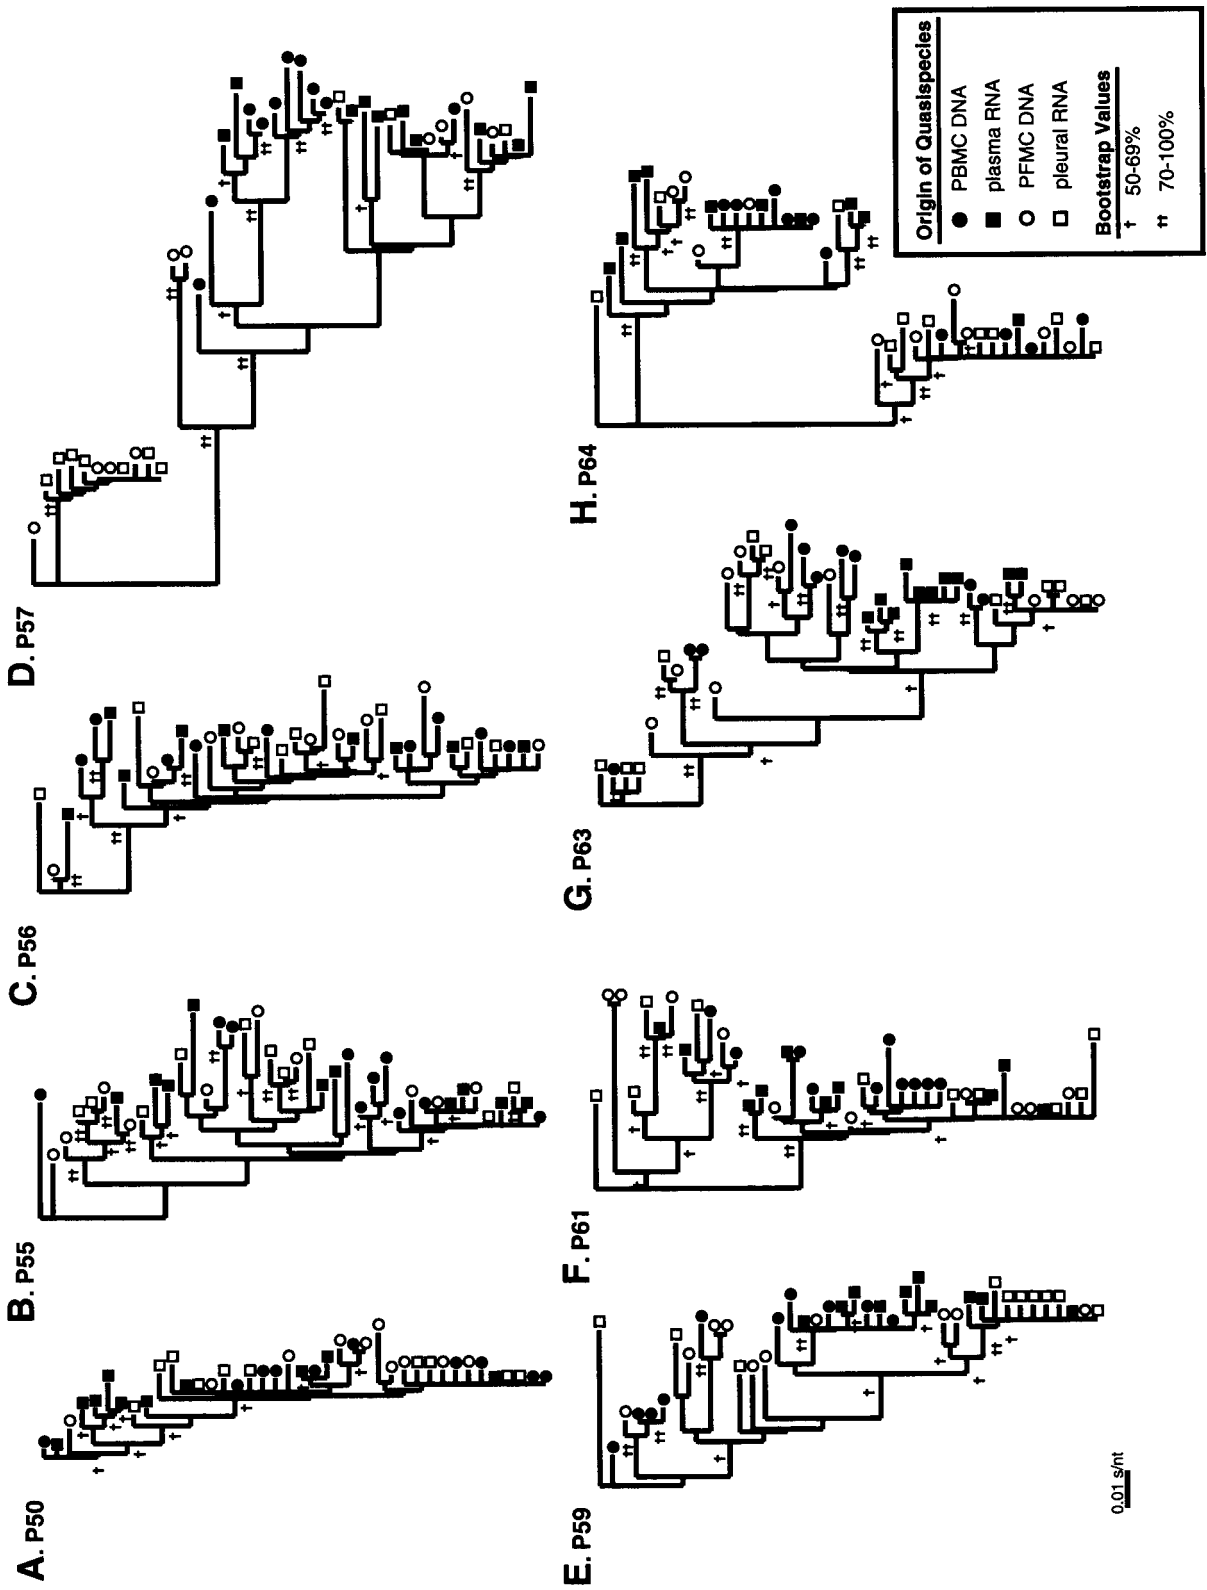 A. P50
B. P55
C. P56
D. P57
E. P59
F. P61
G. P63
H. P64
0.01 s/nt
Origin of Quasispecies
PBMC DNA
plasma RNA
PFMC DNA
pleural RNA
Bootstrap Values
† 50-69%
†† 70-100%